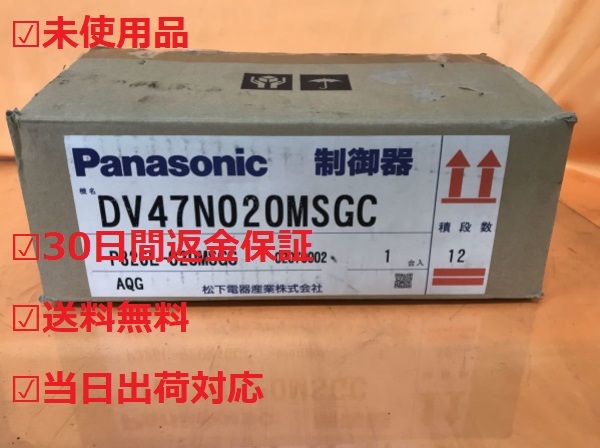 ☑未使用品
Panasonic 制御器
機名
DV47N020MSGC
積段数
☑30日間返金保証
1 台入 12
AQG
松下電器産業株式会社
☑送料無料
☑当日出荷対応